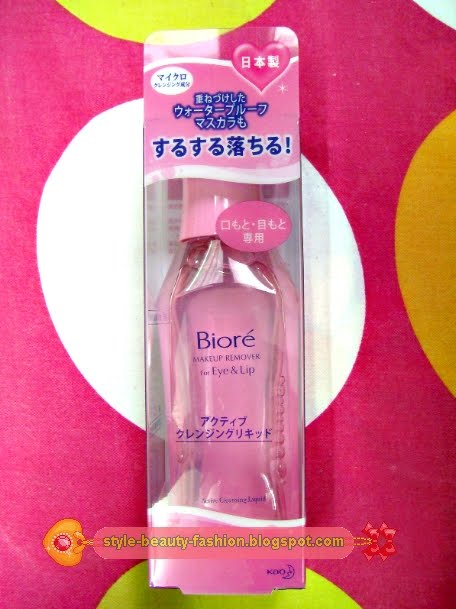 日本製
マイクロ
クレンジング成分
重ねづけした
ウォータープルーフ
マスカラも
するする落ちる!
*
口もと・目もと
専用
Bioré
MAKEUP REMOVER
for Eye & Lip
アクティブ
クレンジングリキッド
Active Cleansing Liquid
style-beauty-fashion.blogspot.com
Kao